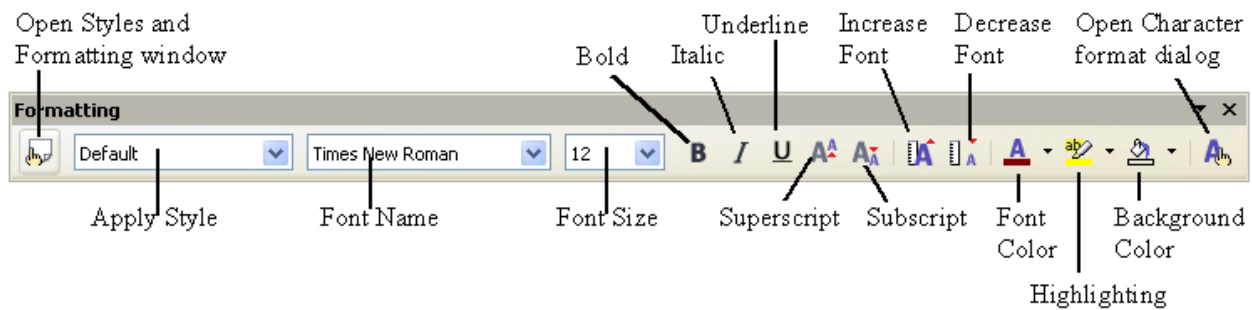 Open Styles and
Formatting window
Bold
Italic
Underline
Increase
Font
Decrease
Font
Open Character
format dialog
Formatting
Default
Times New Roman
12
B I U
Apply Style
Font Name
Font Size
Superscript
Subscript
Font
Color
Highlighting
Background
Color